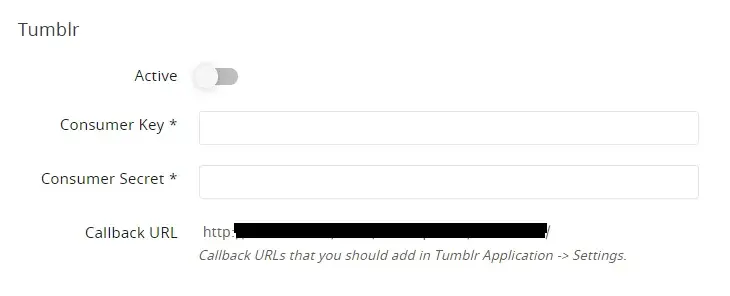 Tumblr
Active
Consumer Key *
Consumer Secret *
Callback URL http: /
Callback URLs that you should add in Tumblr Application -> Settings.